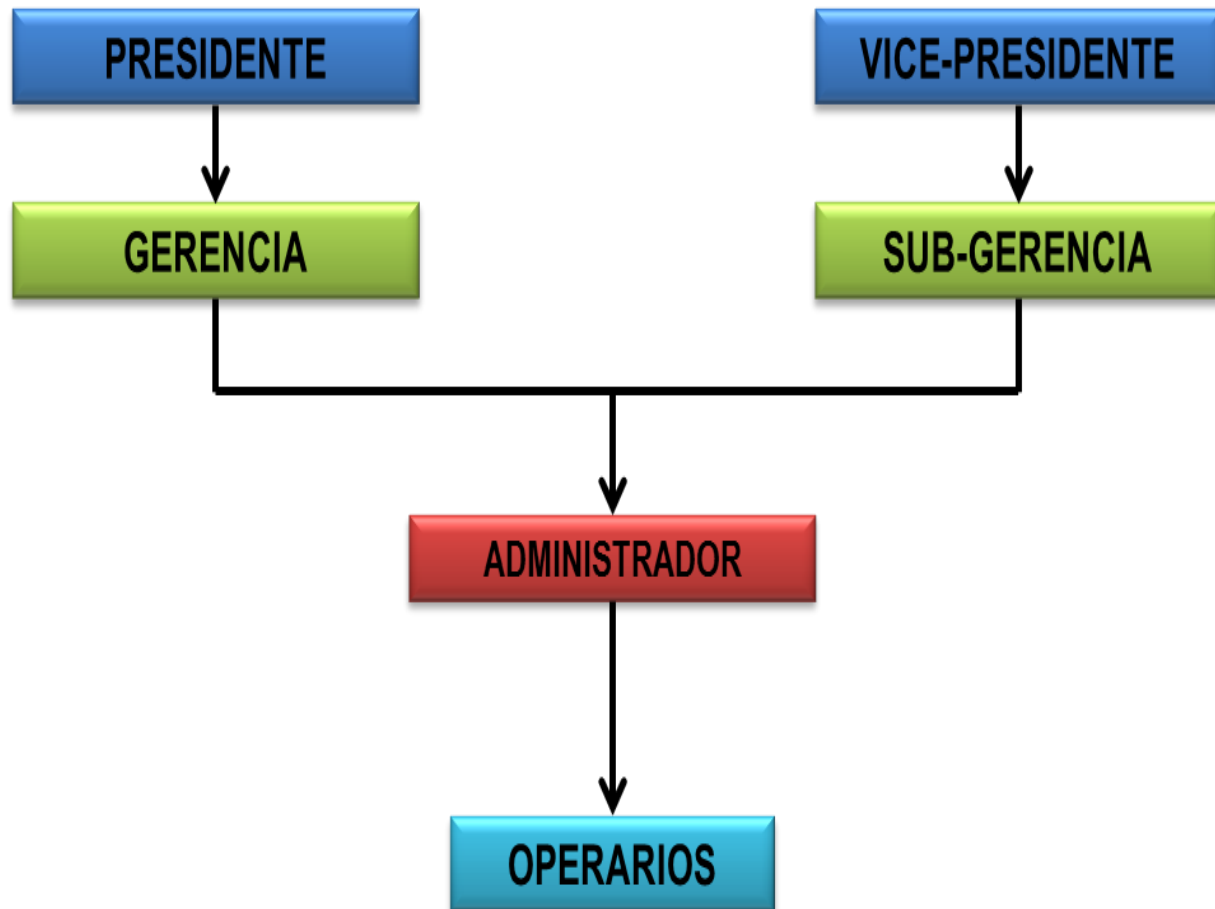 PRESIDENTE
VICE-PRESIDENTE
GERENCIA
SUB-GERENCIA
ADMINISTRADOR
OPERARIOS